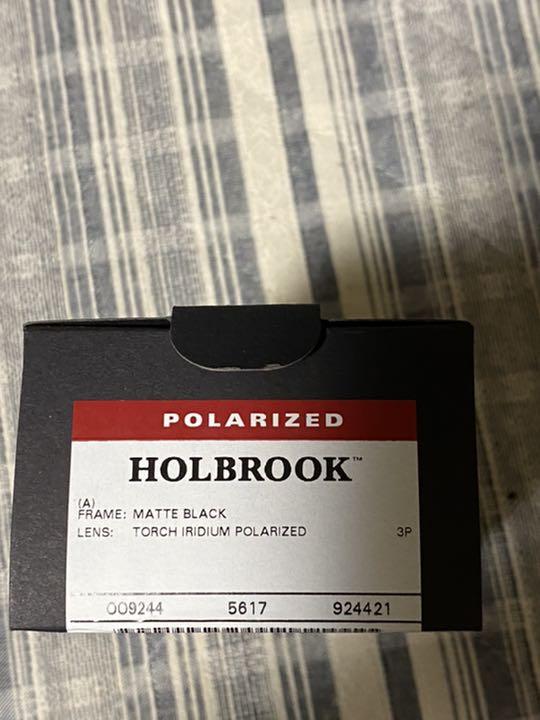 POLARIZED
HOLBROOK™
(A)
FRAME: MATTE BLACK
LENS: TORCH IRIDIUM POLARIZED 3P
OO9244 5617 924421